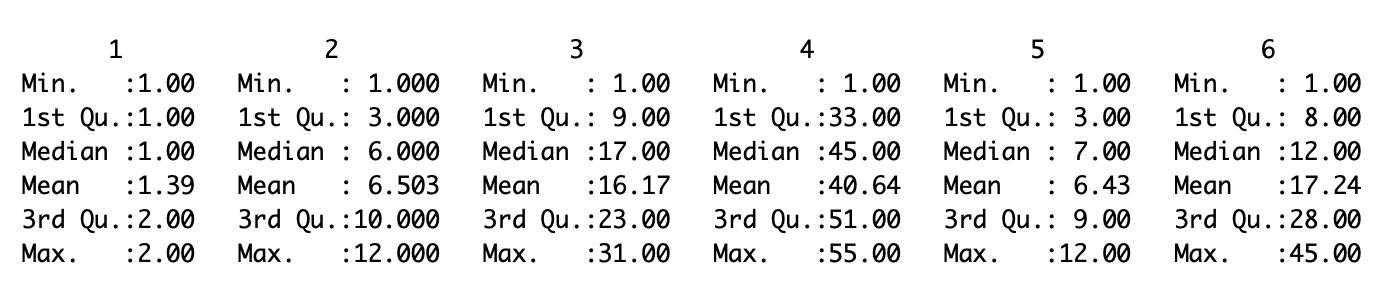 1                2               3              4              5              6
Min.   :1.00   Min.   : 1.000   Min.   : 1.00   Min.   : 1.00   Min.   : 1.00   Min.   : 1.00
1st Qu.:1.00   1st Qu.: 3.000   1st Qu.: 9.00   1st Qu.:33.00   1st Qu.: 3.00   1st Qu.: 8.00
Median :1.00   Median : 6.000   Median :17.00   Median :45.00   Median : 7.00   Median :12.00
Mean   :1.39   Mean   : 6.503   Mean   :16.17   Mean   :40.64   Mean   : 6.43   Mean   :17.24
3rd Qu.:2.00   3rd Qu.:10.000   3rd Qu.:23.00   3rd Qu.:51.00   3rd Qu.: 9.00   3rd Qu.:28.00
Max.   :2.00   Max.   :12.000   Max.   :31.00   Max.   :55.00   Max.   :12.00   Max.   :45.00